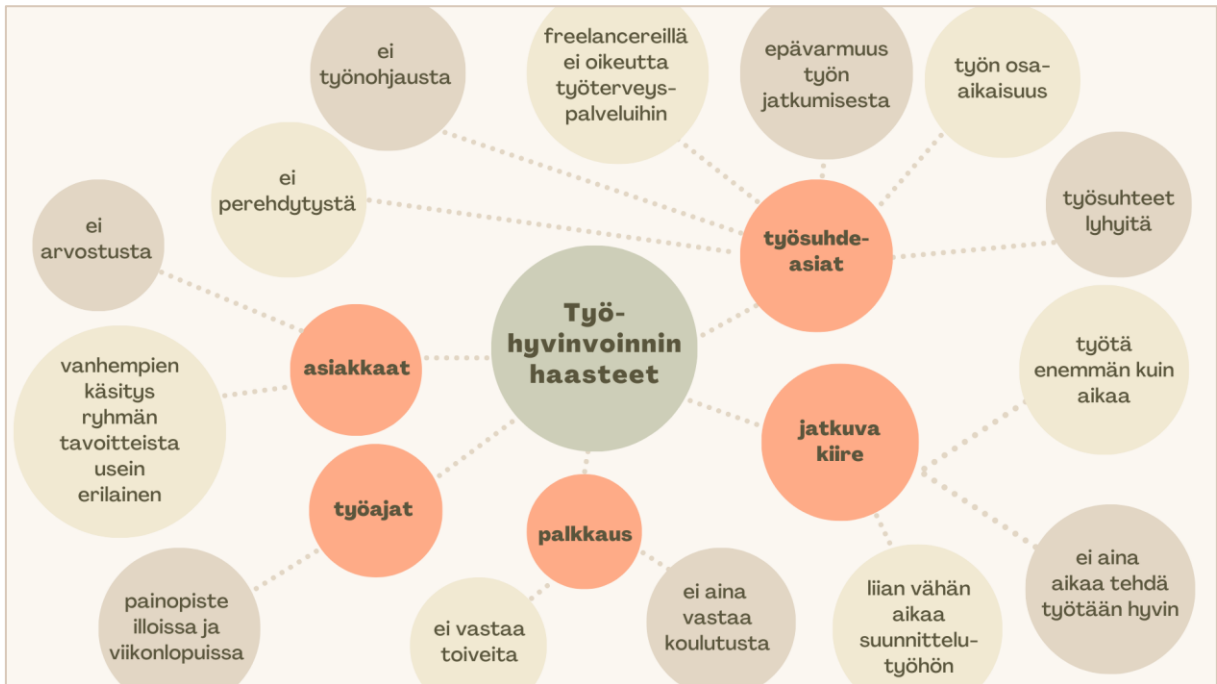 ei
työnohjausta
freelancereillä
ei oikeutta
työterveys-
palveluihin
epävarmuus
työn
jatkumisesta
työn osa-
aikaisuus
ei
perehdytystä
työsuhteet
lyhyitä
ei
arvostusta
työsuhde-
asiat
Työ-
hyvinvoinnin
haasteet
asiakkaat
vanhempien
käsitys
ryhmän
tavoitteista
usein
erilainen
työtä
enemmän kuin
aikaa
jatkuva
kiire
työajat
palkkaus
painopiste
illoissa ja
viikonlopuissa
ei vastaa
toiveita
ei aina
vastaa
koulutusta
liian vähän
aikaa
suunnittelu-
työhön
ei aina
aikaa tehdä
työtään hyvin